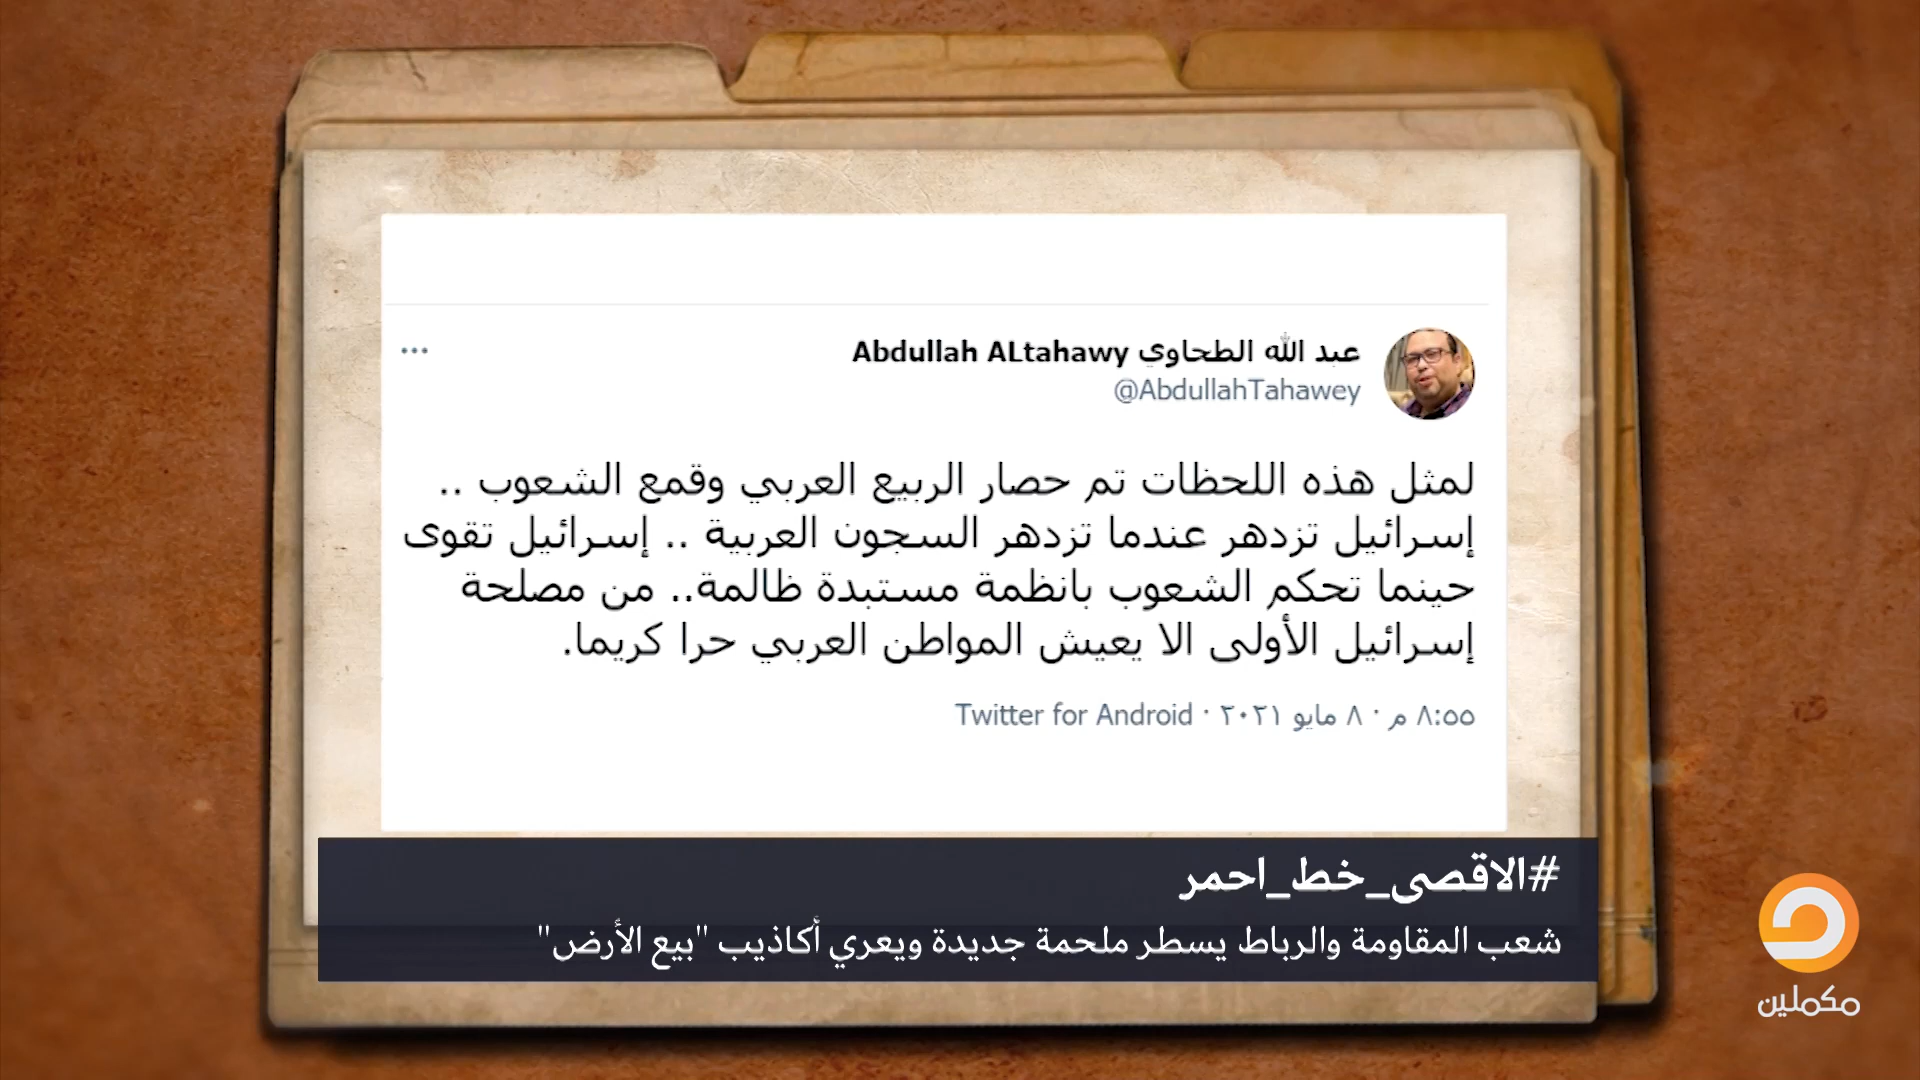 عبد الله الطحاوي Abdullah ALtahawy
@AbdullahTahawey
لمثل هذه اللحظات تم حصار الربيع العربي وقمع الشعوب ..
إسرائيل تزدهر عندما تزدهر السجون العربية .. إسرائيل تقوى
حينما تحكم الشعوب بانظمة مستبدة ظالمة.. من مصلحة
إسرائيل الأولى الا يعيش المواطن العربي حرا كريما.
٨:٥٥ م · ٨ مايو ٢٠٢١ · Twitter for Android
#الاقصى_خط_احمر
شعب المقاومة والرباط يسطر ملحمة جديدة ويعري أكاذيب "بيع الأرض"
مكملين